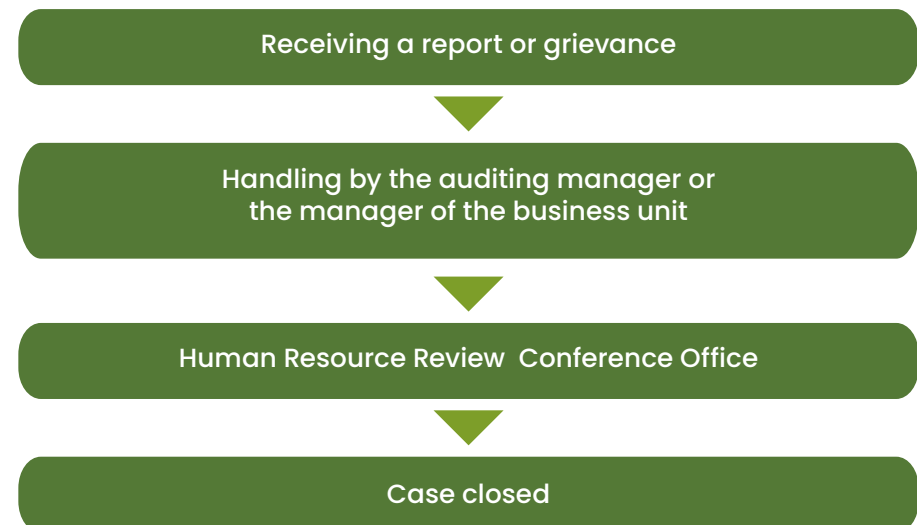 Receiving a report or grievance
Handling by the auditing manager or
the manager of the business unit
Human Resource Review  Conference Office
Case closed